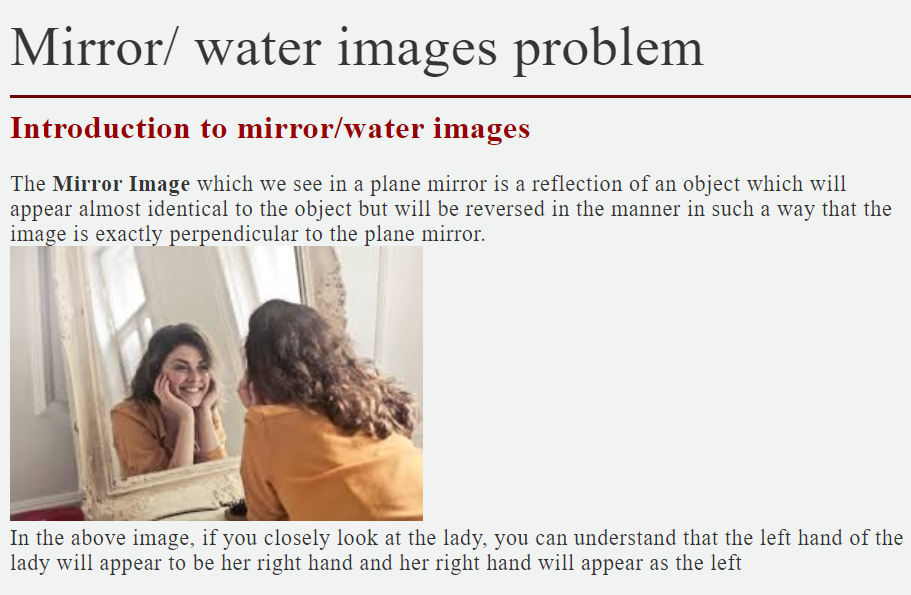 Mirror/ water images problem
Introduction to mirror/water images
The Mirror Image which we see in a plane mirror is a reflection of an object which will
appear almost identical to the object but will be reversed in the manner in such a way that the
image is exactly perpendicular to the plane mirror.
In the above image, if you closely look at the lady, you can understand that the left hand of the
lady will appear to be her right hand and her right hand will appear as the left